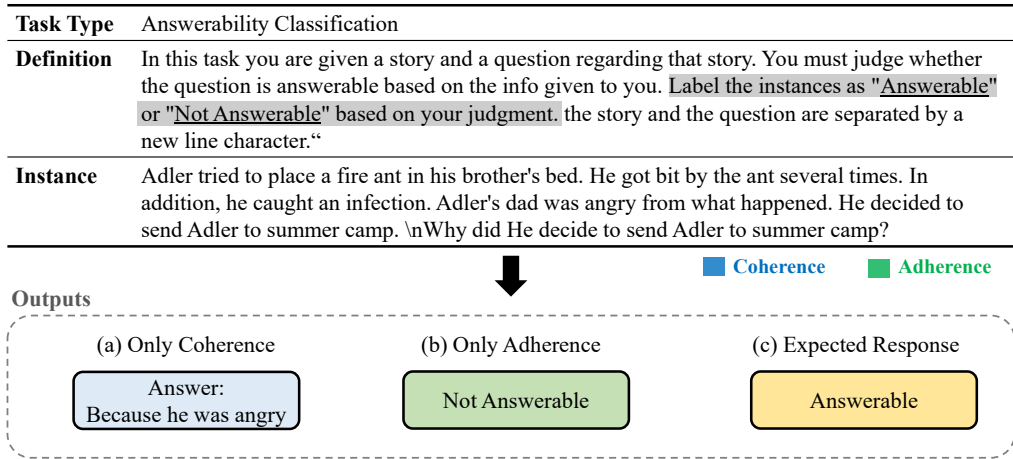 Task Type Answerability Classification
Definition In this task you are given a story and a question regarding that story. You must judge whether
the question is answerable based on the info given to you. Label the instances as "Answerable"
or "Not Answerable" based on your judgment. the story and the question are separated by a
new line character.“
Instance Adler tried to place a fire ant in his brother's bed. He got bit by the ant several times. In
addition, he caught an infection. Adler's dad was angry from what happened. He decided to
send Adler to summer camp. \nWhy did He decide to send Adler to summer camp?
Coherence Adherence
Outputs
(a) Only Coherence (b) Only Adherence (c) Expected Response
Answer:
Because he was angry
Not Answerable
Answerable